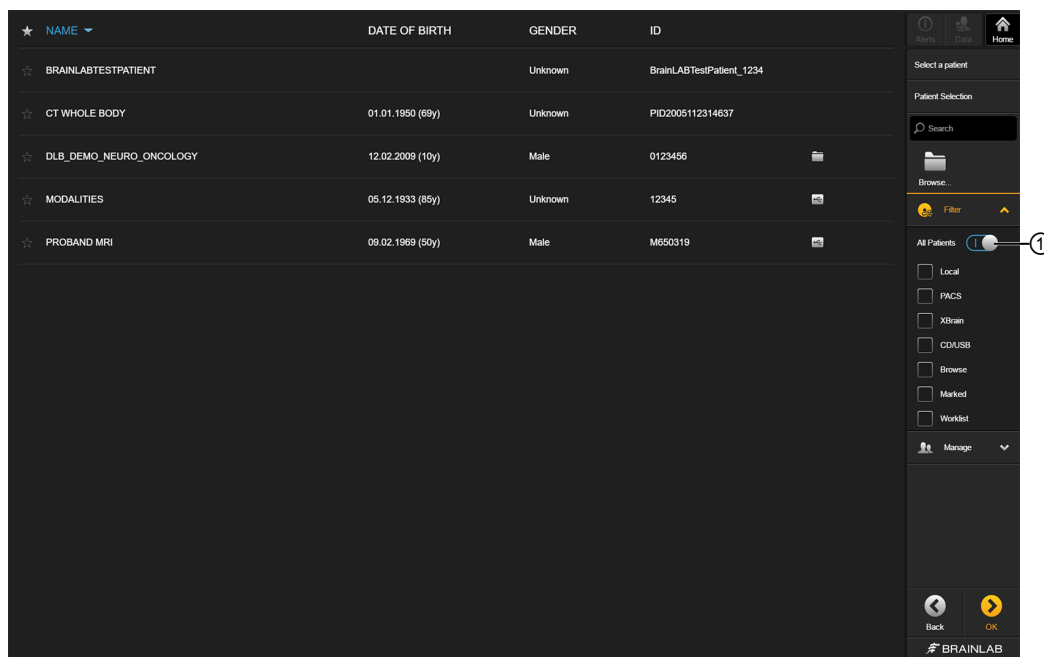 ★ NAME DATE OF BIRTH GENDER ID
BRAINLABTESTPATIENT Unknown BrainLABTestPatient_1234
CT WHOLE BODY 01.01.1950 (69y) Unknown PID2005112314637
DLB_DEMO_NEURO_ONCOLOGY 12.02.2009 (10y) Male 0123456
MODALITIES 05.12.1933 (85y) Unknown 12345
PROBAND MRI 09.02.1969 (50y) Male M650319
Alerts Data Home
Select a patient
Patient Selection
Search
Browse...
Filter
All Patients
①
Local
PACS
XBrain
CD/USB
Browse
Marked
Worklist
Manage
Back OK
BRAINLAB